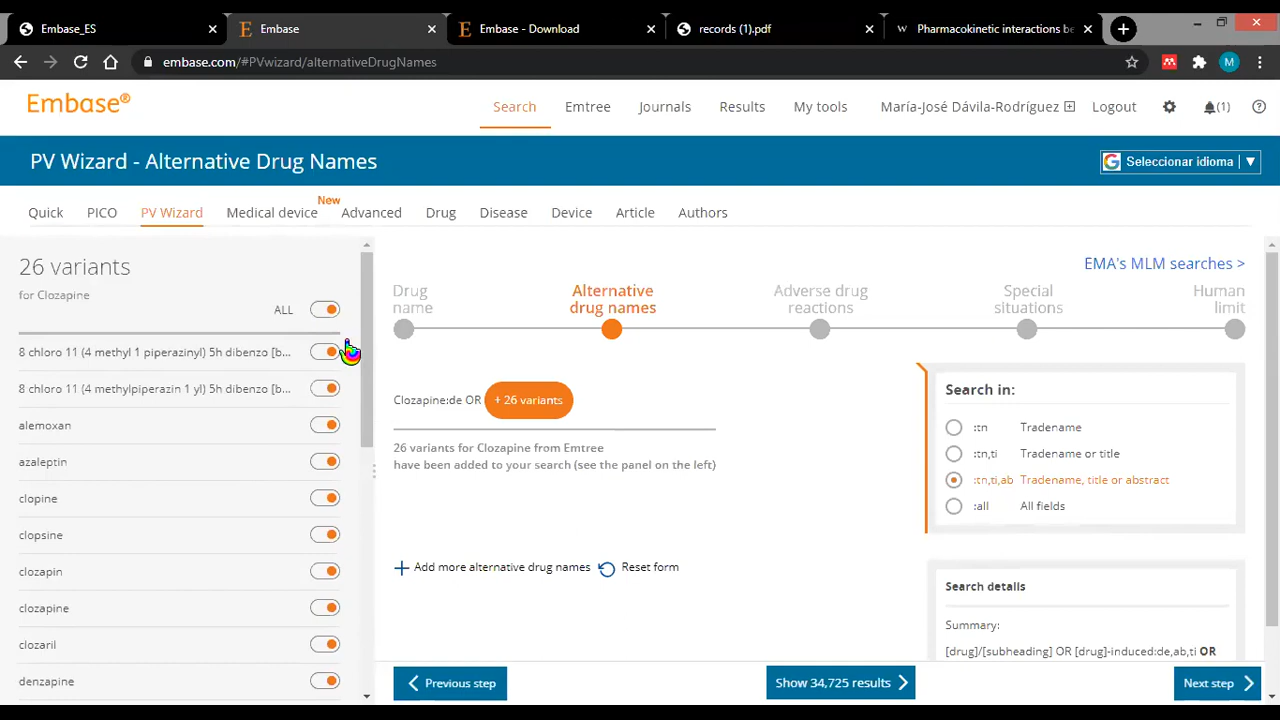 Embase_ES
Embase
Embase - Download
records (1).pdf
W Pharmacokinetic interactions be
embase.com/#PVwizard/alternativeDrugNames
M
Embase®
Search
Emtree
Journals
Results
My tools
María-José Dávila-Rodríguez
Logout
(1)
PV Wizard - Alternative Drug Names
G Seleccionar idioma
New
Quick
PICO
PV Wizard
Medical device
Advanced
Drug
Disease
Device
Article
Authors
26 variants
for Clozapine
ALL
8 chloro 11 (4 methyl 1 piperazinyl) 5h dibenzo [b...
8 chloro 11 (4 methylpiperazin 1 yl) 5h dibenzo [b...
alemoxan
azaleptin
clopine
clopsine
clozapin
clozapine
clozaril
denzapine
EMA's MLM searches >
Drug name
Alternative drug names
Adverse drug reactions
Special situations
Human limit
Clozapine:de OR + 26 variants
26 variants for Clozapine from Emtree
have been added to your search (see the panel on the left)
+ Add more alternative drug names
Reset form
Search in:
:tn Tradename
:tn,ti Tradename or title
:tn,ti,ab Tradename, title or abstract
:all All fields
Search details
Summary:
[drug]/[subheading] OR [drug]-induced:de,ab,ti OR
Previous step
Show 34,725 results
Next step